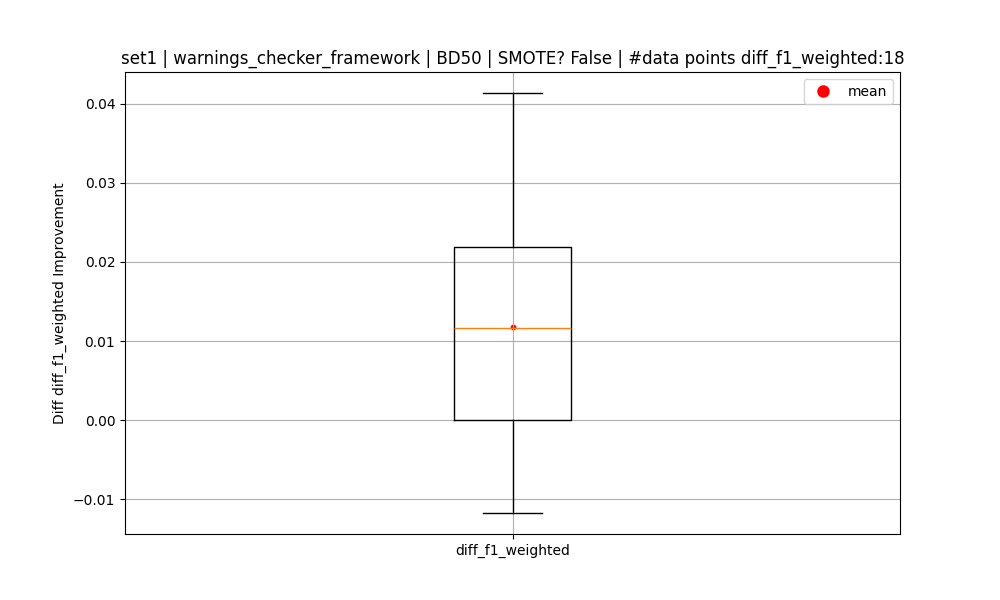 set1 | warnings_checker_framework | BD50 | SMOTE? False | #data points diff_f1_weighted:18
mean
0.04
0.03
0.02
0.01
0.00
−0.01
Diff diff_f1_weighted Improvement
diff_f1_weighted